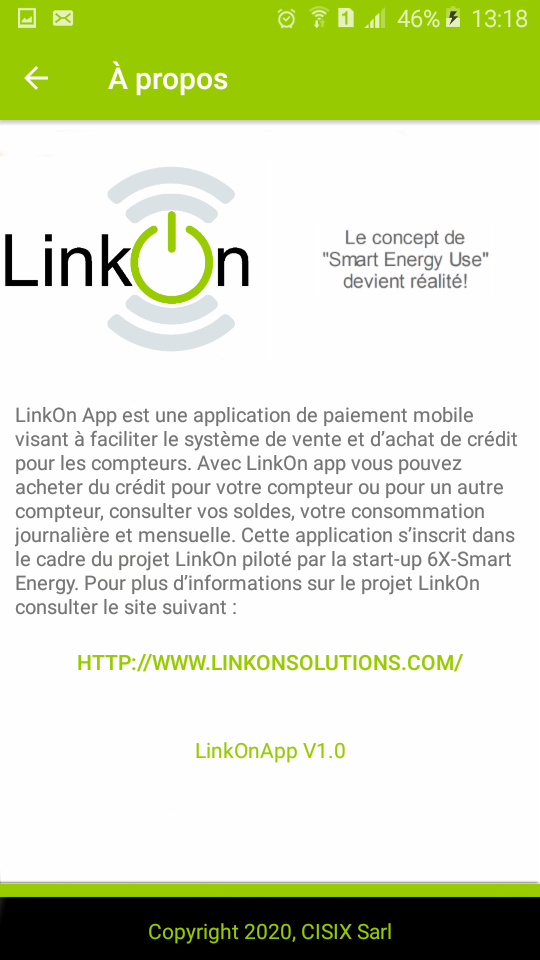 1 46% 13:18
À propos
LinkOn
Le concept de
"Smart Energy Use"
devient réalité!
LinkOn App est une application de paiement mobile
visant à faciliter le système de vente et d'achat de crédit
pour les compteurs. Avec LinkOn app vous pouvez
acheter du crédit pour votre compteur ou pour un autre
compteur, consulter vos soldes, votre consommation
journalière et mensuelle. Cette application s'inscrit dans
le cadre du projet LinkOn piloté par la start-up 6X-Smart
Energy. Pour plus d'informations sur le projet LinkOn
consulter le site suivant :
HTTP://WWW.LINKONSOLUTIONS.COM/
LinkOnApp V1.0
Copyright 2020, CISIX Sarl